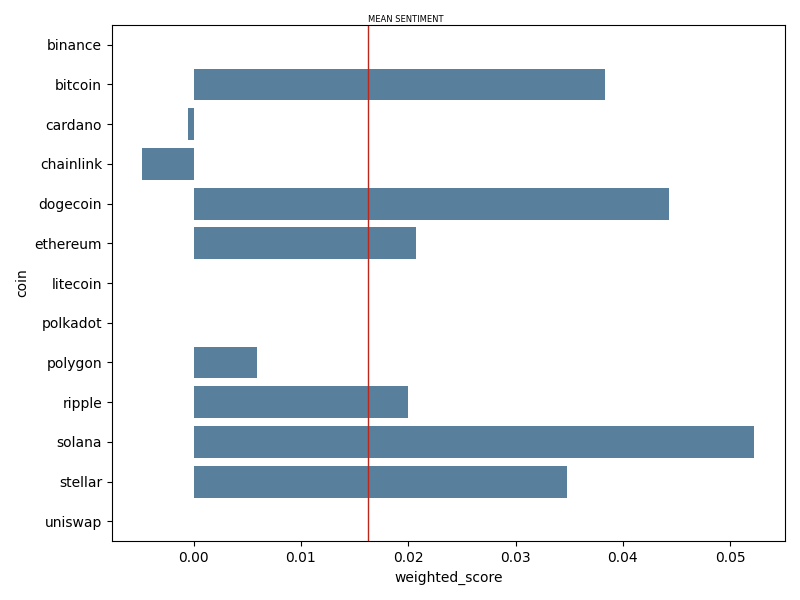 MEAN SENTIMENT
binance
bitcoin
cardano
chainlink
dogecoin
ethereum
litecoin
polkadot
polygon
ripple
solana
stellar
uniswap
coin
0.00 0.01 0.02 0.03 0.04 0.05
weighted_score